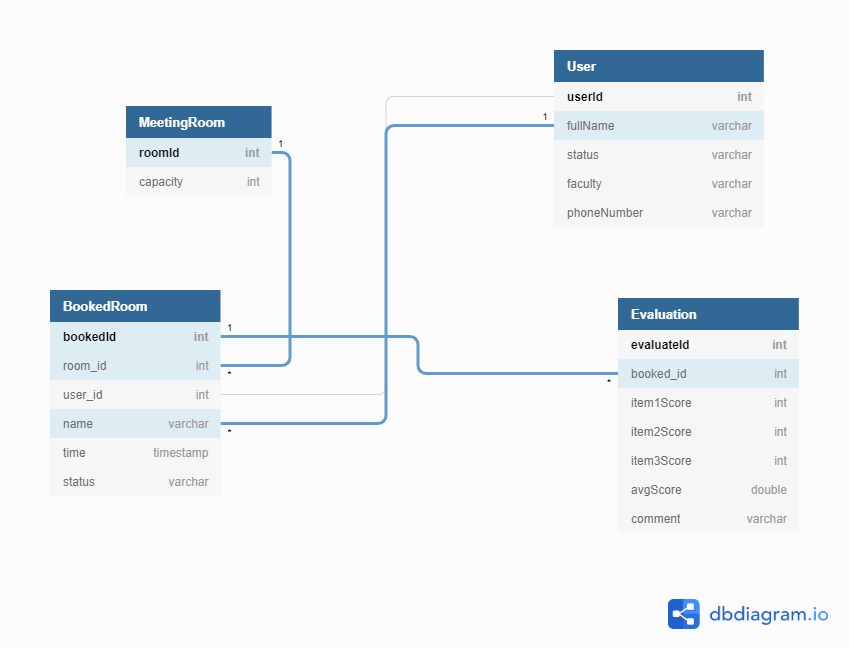 User
userId int
1
fullName varchar
status varchar
faculty varchar
phoneNumber varchar
MeetingRoom
roomId int
1
capacity int
BookedRoom
bookedId int
1
room_id int
*
user_id int
name varchar
*
time timestamp
status varchar
Evaluation
evaluateId int
booked_id int
*
item1Score int
item2Score int
item3Score int
avgScore double
comment varchar
dbdiagram.io